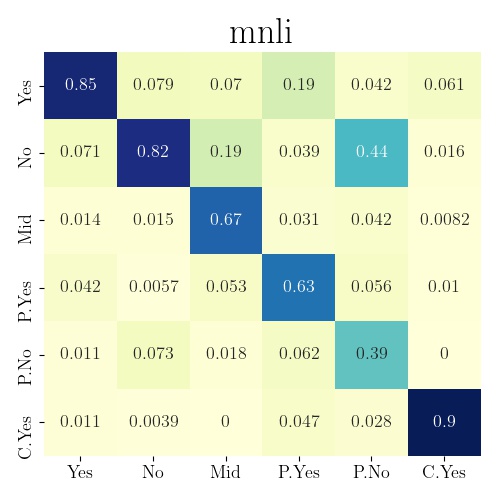 mnli
Yes 0.85 0.079 0.07 0.19 0.042 0.061
No 0.071 0.82 0.19 0.039 0.44 0.016
Mid 0.014 0.015 0.67 0.031 0.042 0.0082
P.Yes 0.042 0.0057 0.053 0.63 0.056 0.01
P.No 0.011 0.073 0.018 0.062 0.39 0
C.Yes 0.011 0.0039 0 0.047 0.028 0.9
Yes No Mid P.Yes P.No C.Yes